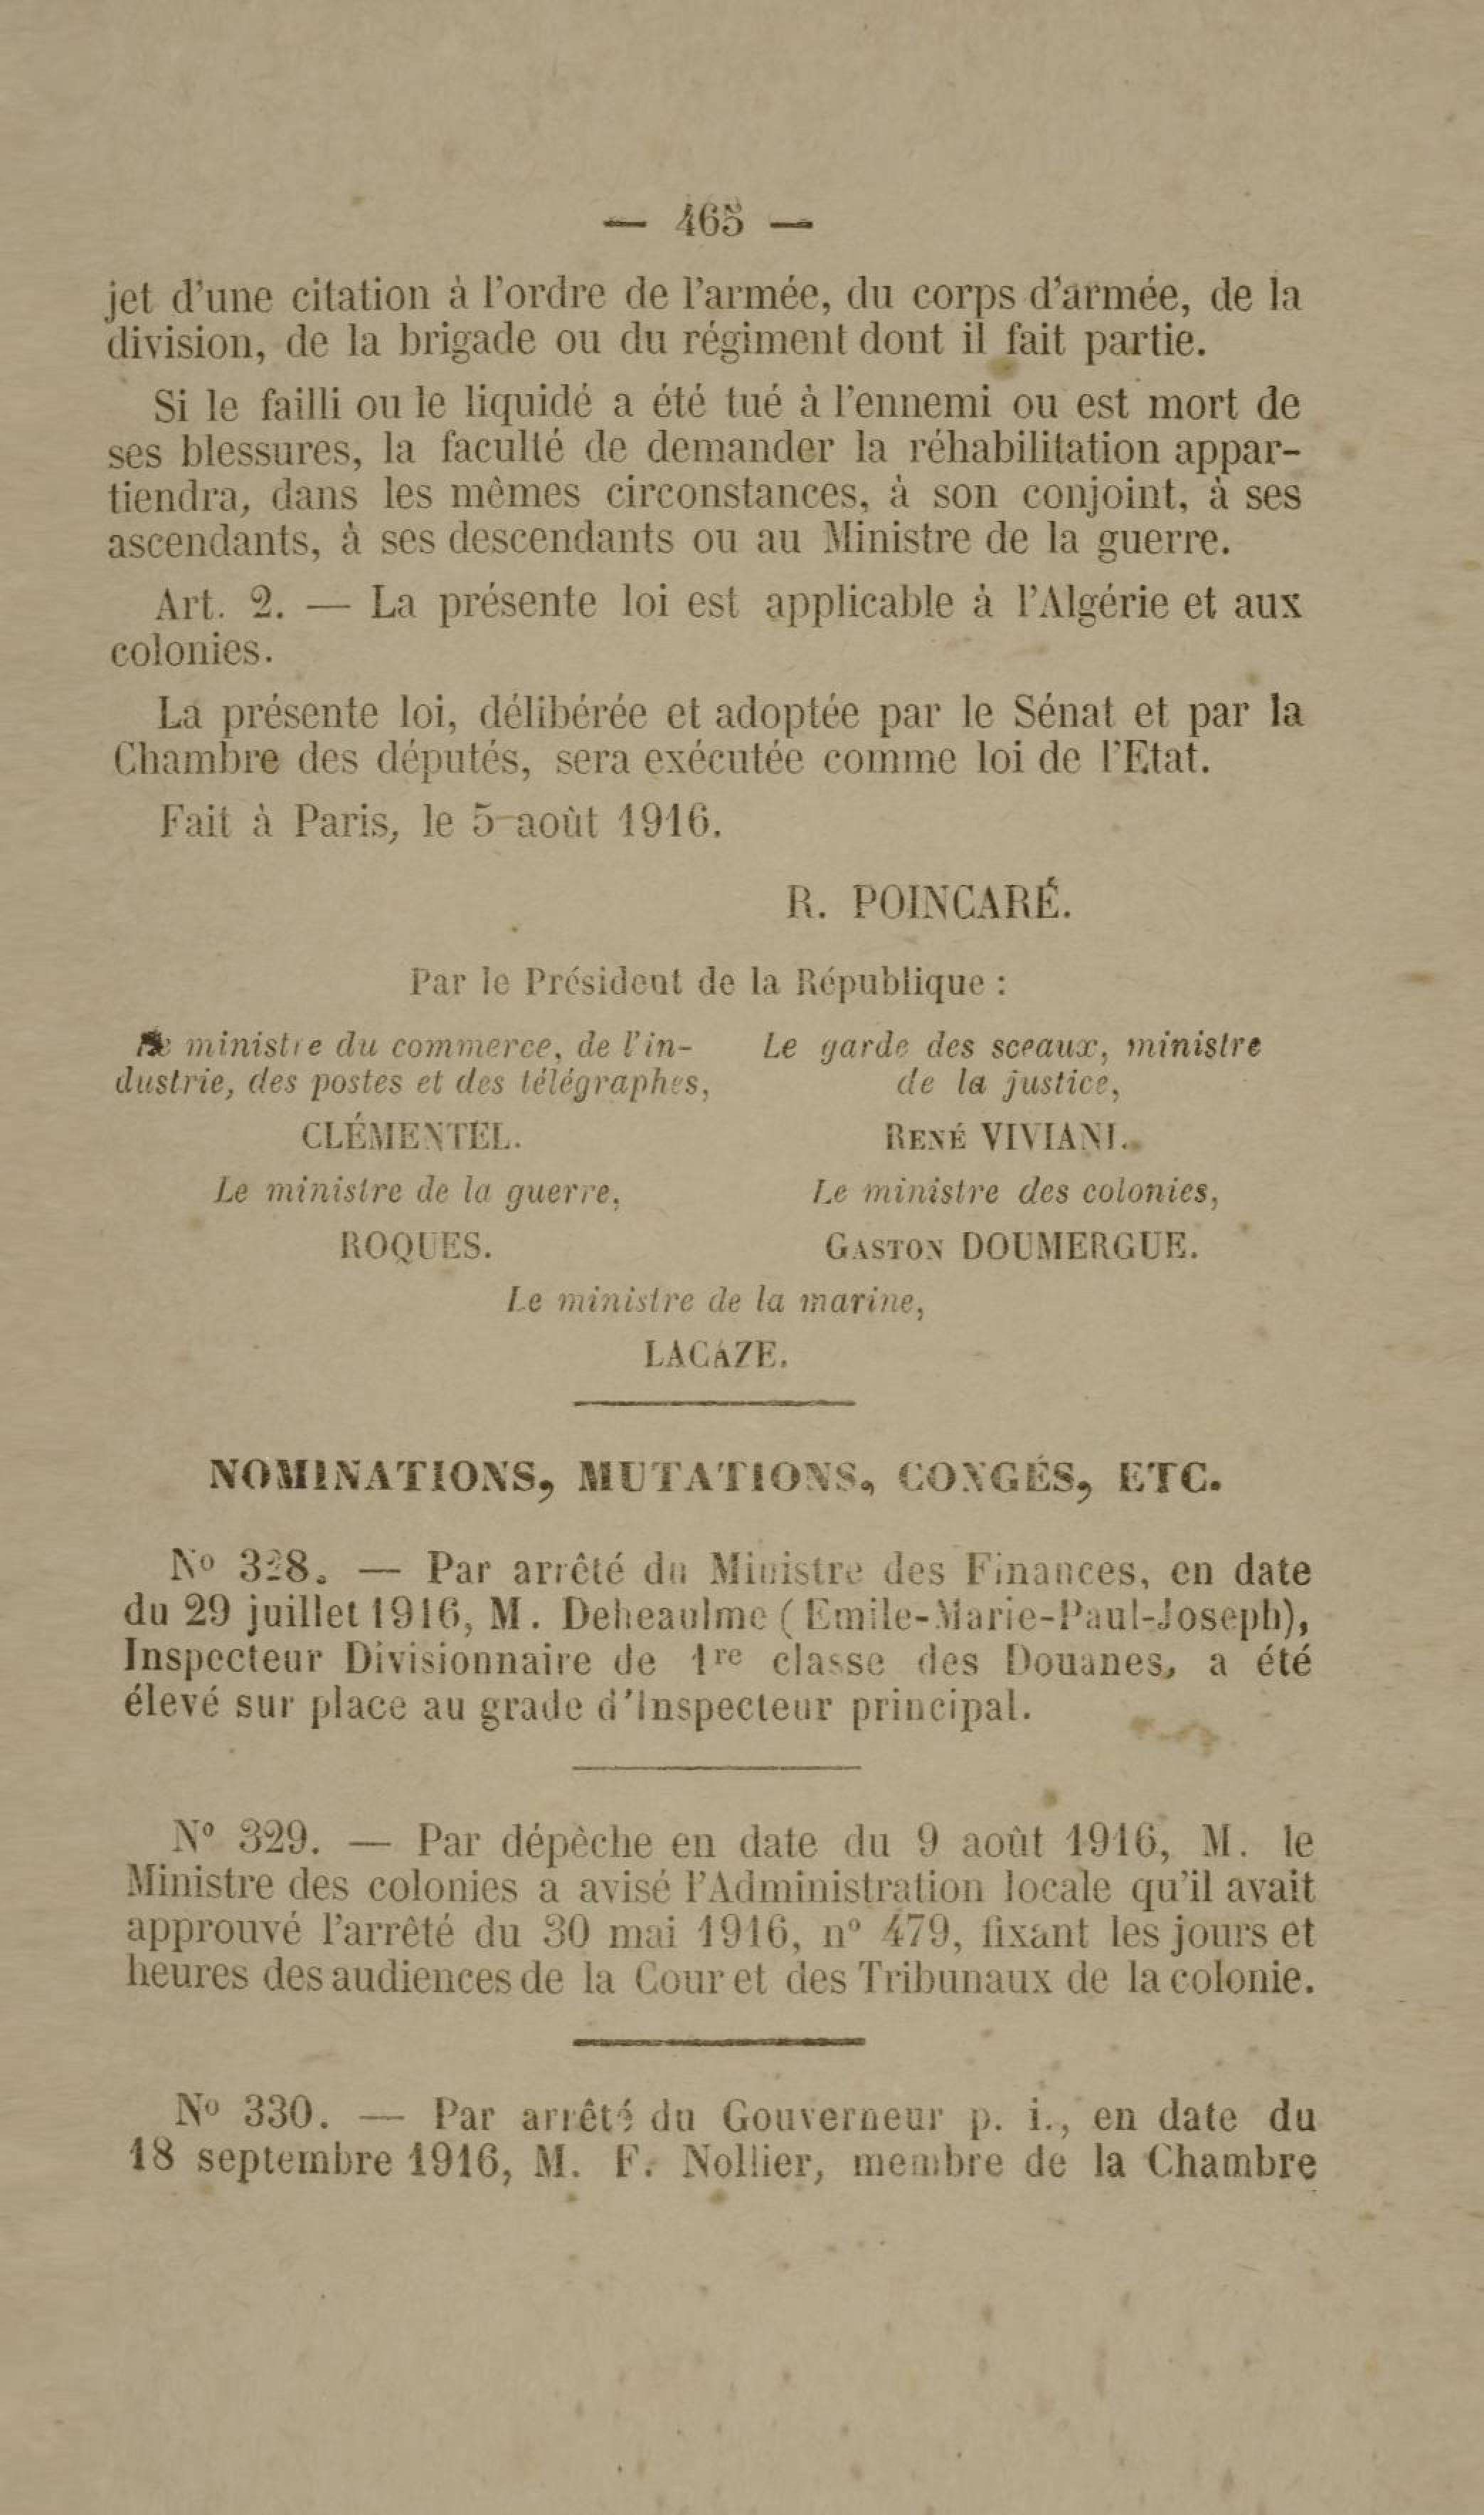 — 465 —
jet d'une citation à l'ordre de l'armée, du corps d'armée, de la
division, de la brigade ou du régiment dont il fait partie.
Si le failli ou le liquidé a été tué à l'ennemi ou est mort de
ses blessures, la faculté de demander la réhabilitation appar-
tiendra, dans les mêmes circonstances, à son conjoint, à ses
ascendants, à ses descendants ou au Ministre de la guerre.
Art. 2. — La présente loi est applicable à l'Algérie et aux
colonies.
La présente loi, délibérée et adoptée par le Sénat et par la
Chambre des députés, sera exécutée comme loi de l'Etat.
Fait à Paris, le 5 août 1916.
R. POINCARÉ.
Par le Président de la République :
Le ministre du commerce, de l'in-
dustrie, des postes et des télégraphes,
CLÉMENTEL.
Le garde des sceaux, ministre
de la justice,
RENÉ VIVIANI.
Le ministre de la guerre,
ROQUES.
Le ministre des colonies,
GASTON DOUMERGUE.
Le ministre de la marine,
LACAZE.
NOMINATIONS, MUTATIONS, CONGÉS, ETC.
Nº 328. — Par arrêté du Ministre des Finances, en date
du 29 juillet 1916, M. Deheaulme (Emile-Marie-Paul-Joseph),
Inspecteur Divisionnaire de 1re classe des Douanes, a été
élevé sur place au grade d'Inspecteur principal.
Nº 329. — Par dépêche en date du 9 août 1916, M. le
Ministre des colonies a avisé l'Administration locale qu'il avait
approuvé l'arrêté du 30 mai 1916, nº 479, fixant les jours et
heures des audiences de la Cour et des Tribunaux de la colonie.
Nº 330. — Par arrêté du Gouverneur p. i., en date du
18 septembre 1916, M. F. Nollier, membre de la Chambre